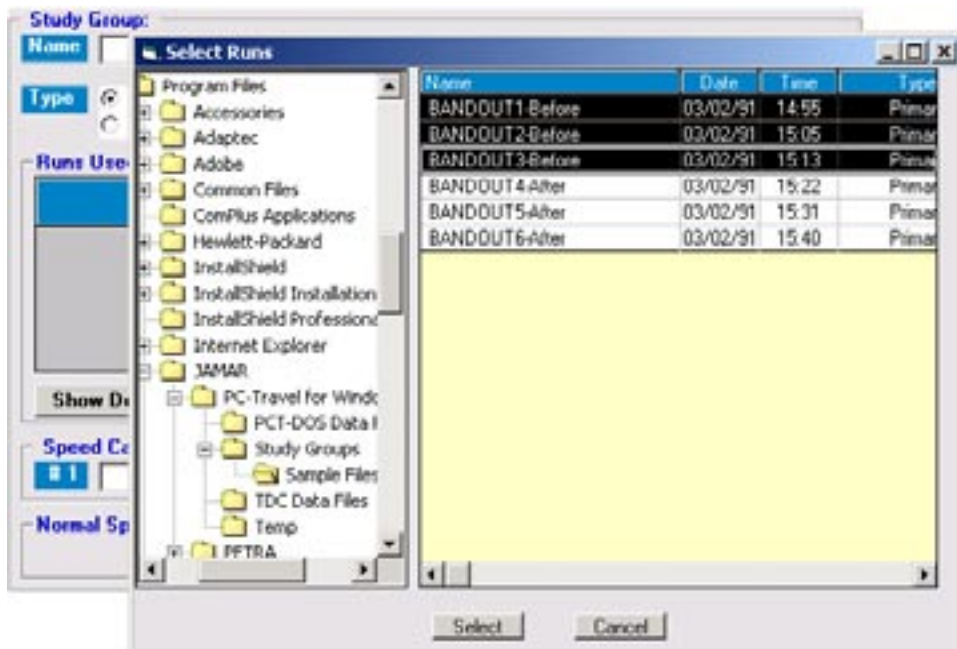 Study Group:
Name
Select Runs
Type
Runs Use
Show De
Speed Ca
# 1
Normal Sp
Program Files
Accessories
Adaptec
Adobe
Common Files
ComPlus Applications
Hewlett-Packard
InstallShield
InstallShield Installation
InstallShield Professiona
Internet Explorer
JAMAR
PC-Travel for Windo
PCT-DOS Data F
Study Groups
Sample Files
TDC Data Files
Temp
PETRA
Name Date Time Type
BANDOUT1-Before 03/02/91 14:55 Primar
BANDOUT2-Before 03/02/91 15:05 Primar
BANDOUT3-Before 03/02/91 15:13 Primar
BANDOUT4-After 03/02/91 15:22 Primar
BANDOUT5-After 03/02/91 15:31 Primar
BANDOUT6-After 03/02/91 15:40 Primar
Select Cancel